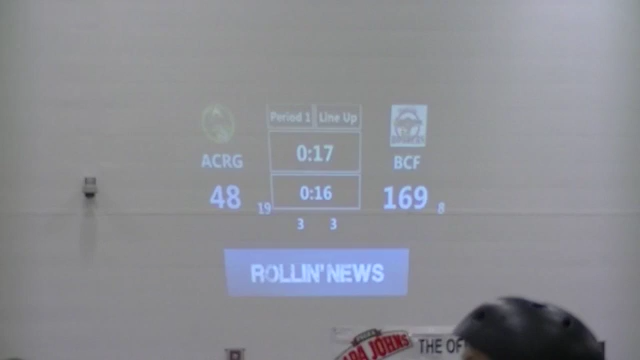 Period 1 Line Up
0:17
ACRG BCF
48 19 0:16 169 8
3 3
ROLLIN' NEWS
PAPA JOHNS
THE OF